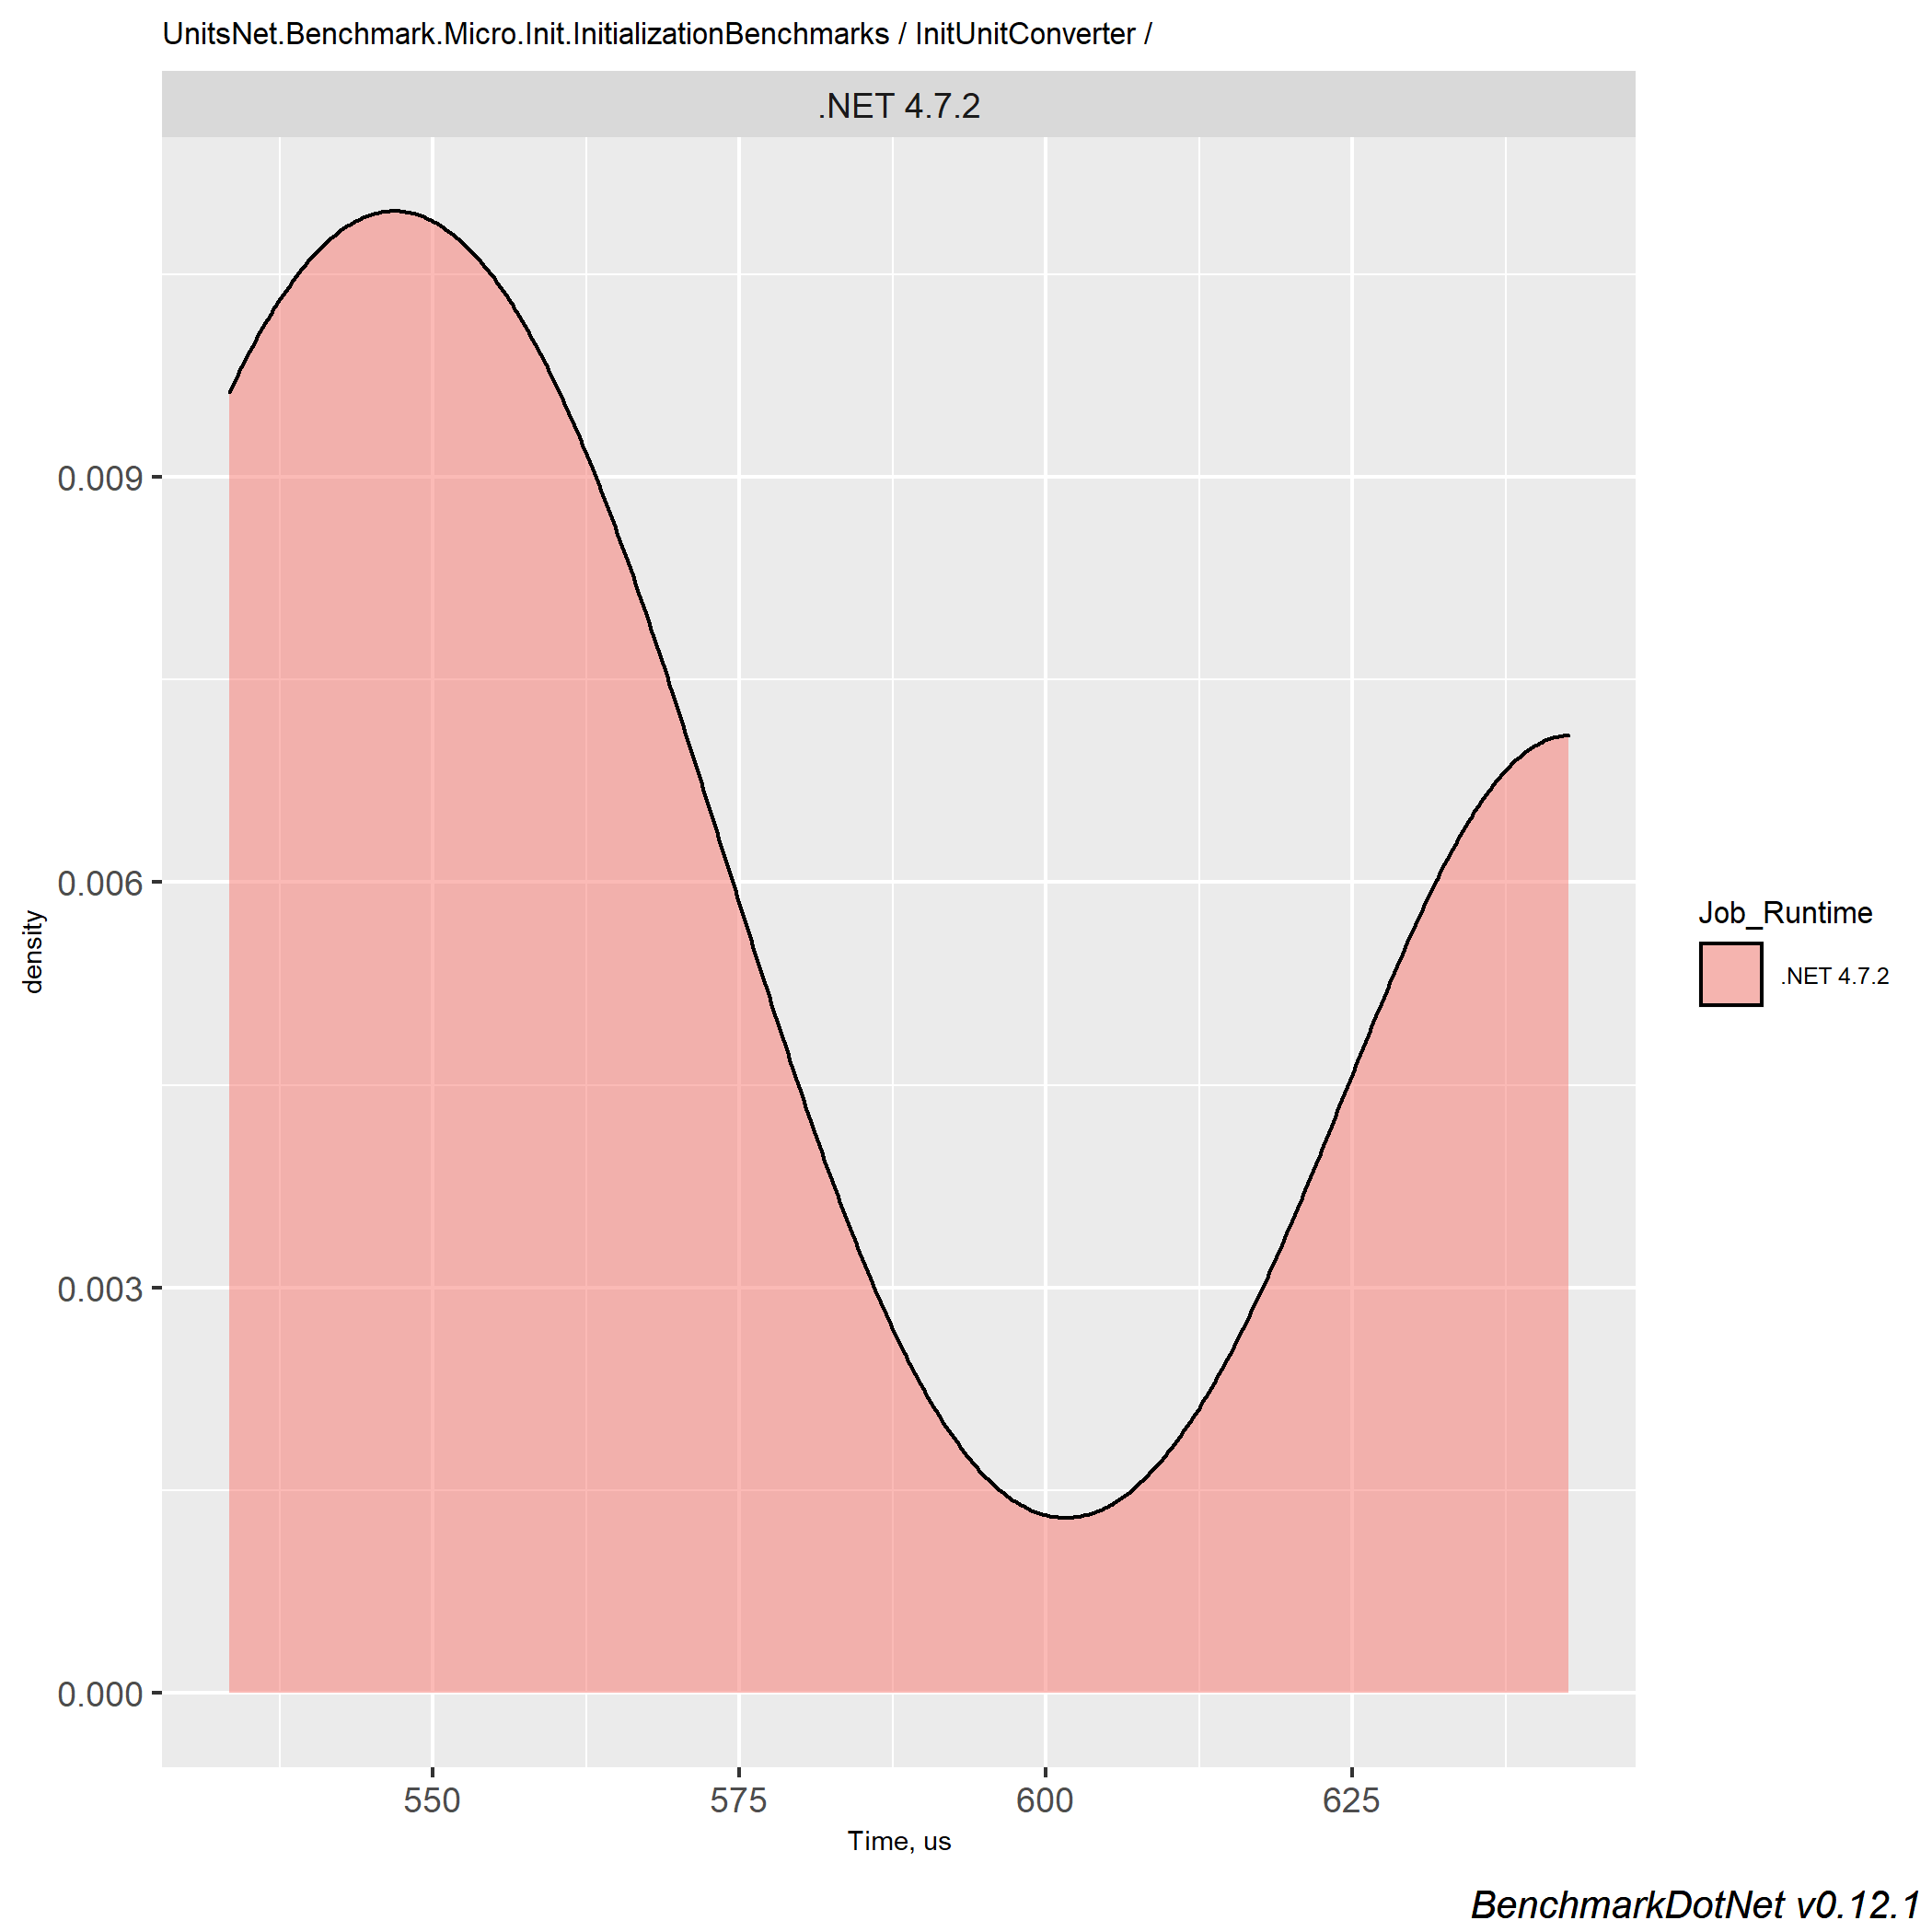 UnitsNet.Benchmark.Micro.Init.InitializationBenchmarks / InitUnitConverter /
.NET 4.7.2
0.009
0.006
0.003
0.000
density
550 575 600 625
Time, us
Job_Runtime
.NET 4.7.2
BenchmarkDotNet v0.12.1